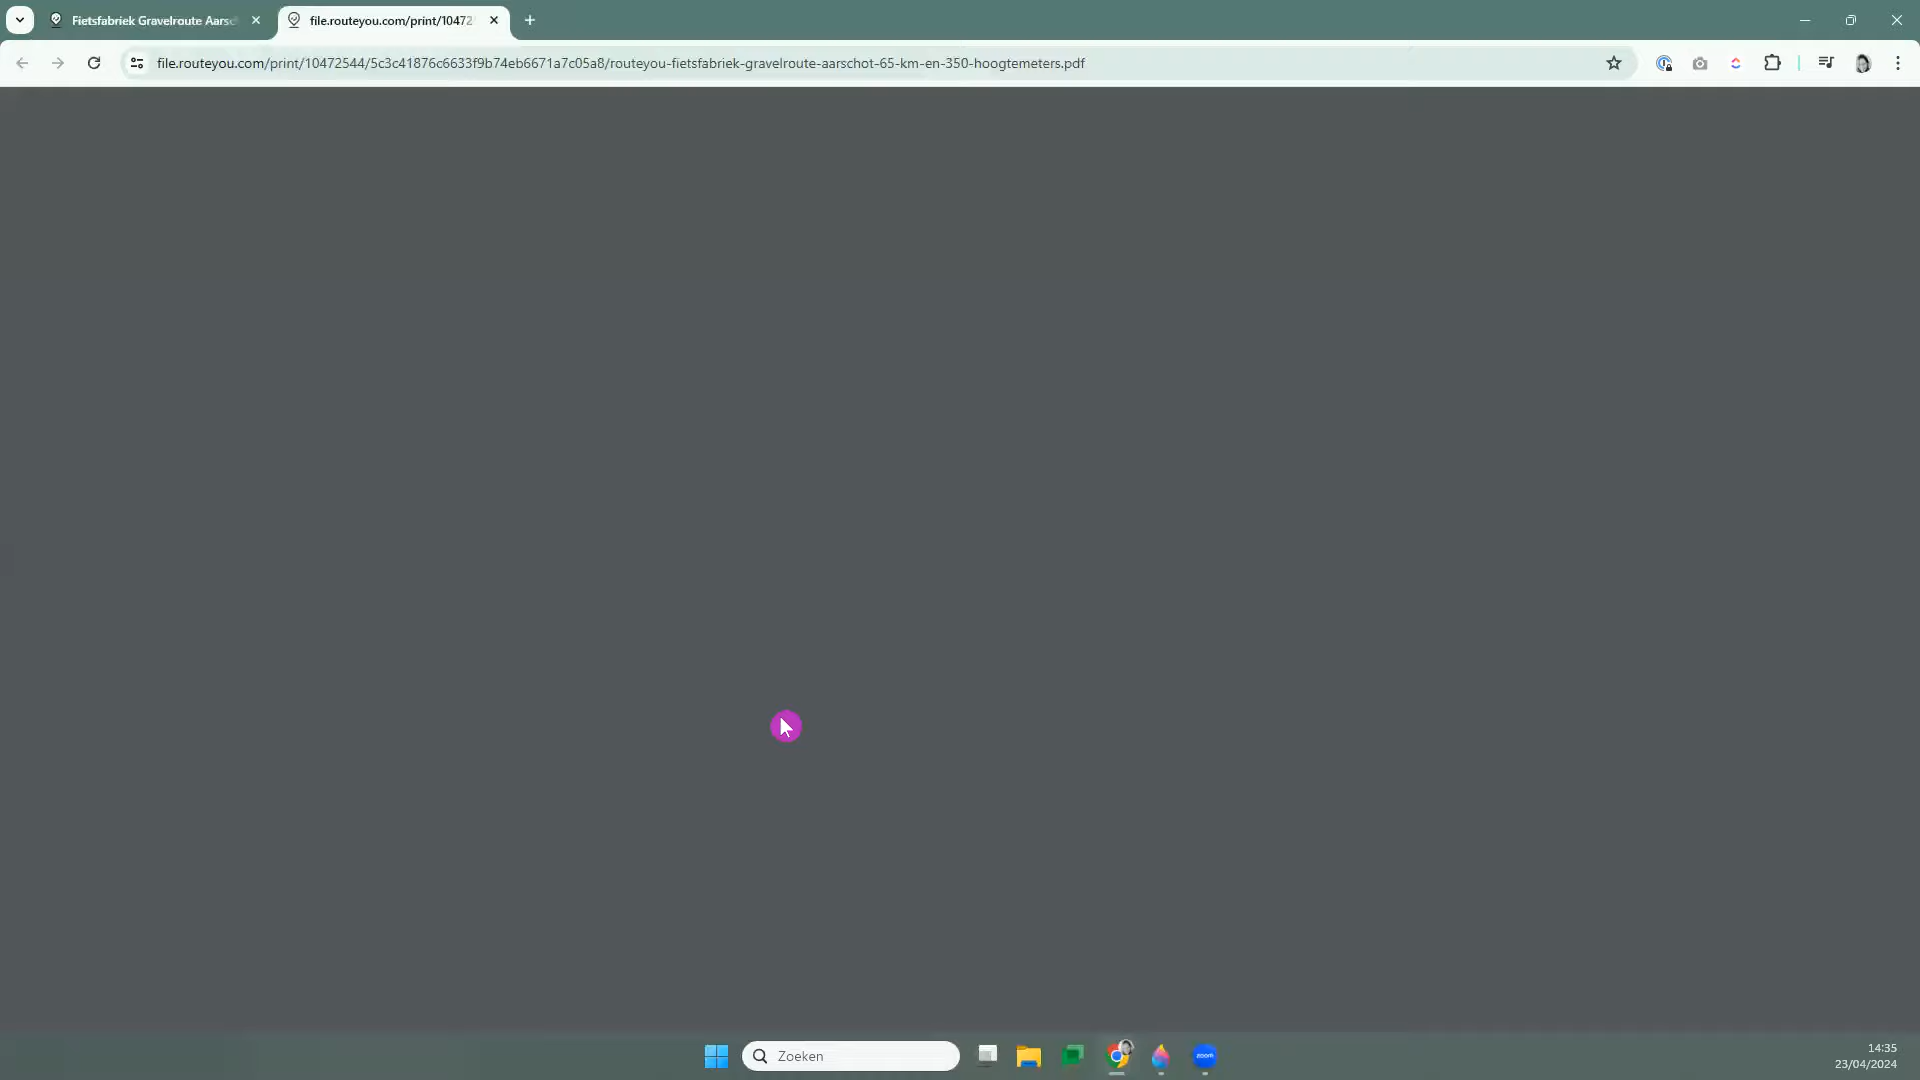 Fietsfabriek Gravelroute Aarsc
file.routeyou.com/print/10472
file.routeyou.com/print/10472544/5c3c41876c6633f9b74eb6671a7c05a8/routeyou-fietsfabriek-gravelroute-aarschot-65-km-en-350-hoogtemeters.pdf
Zoeken
zoom
14:35
23/04/2024